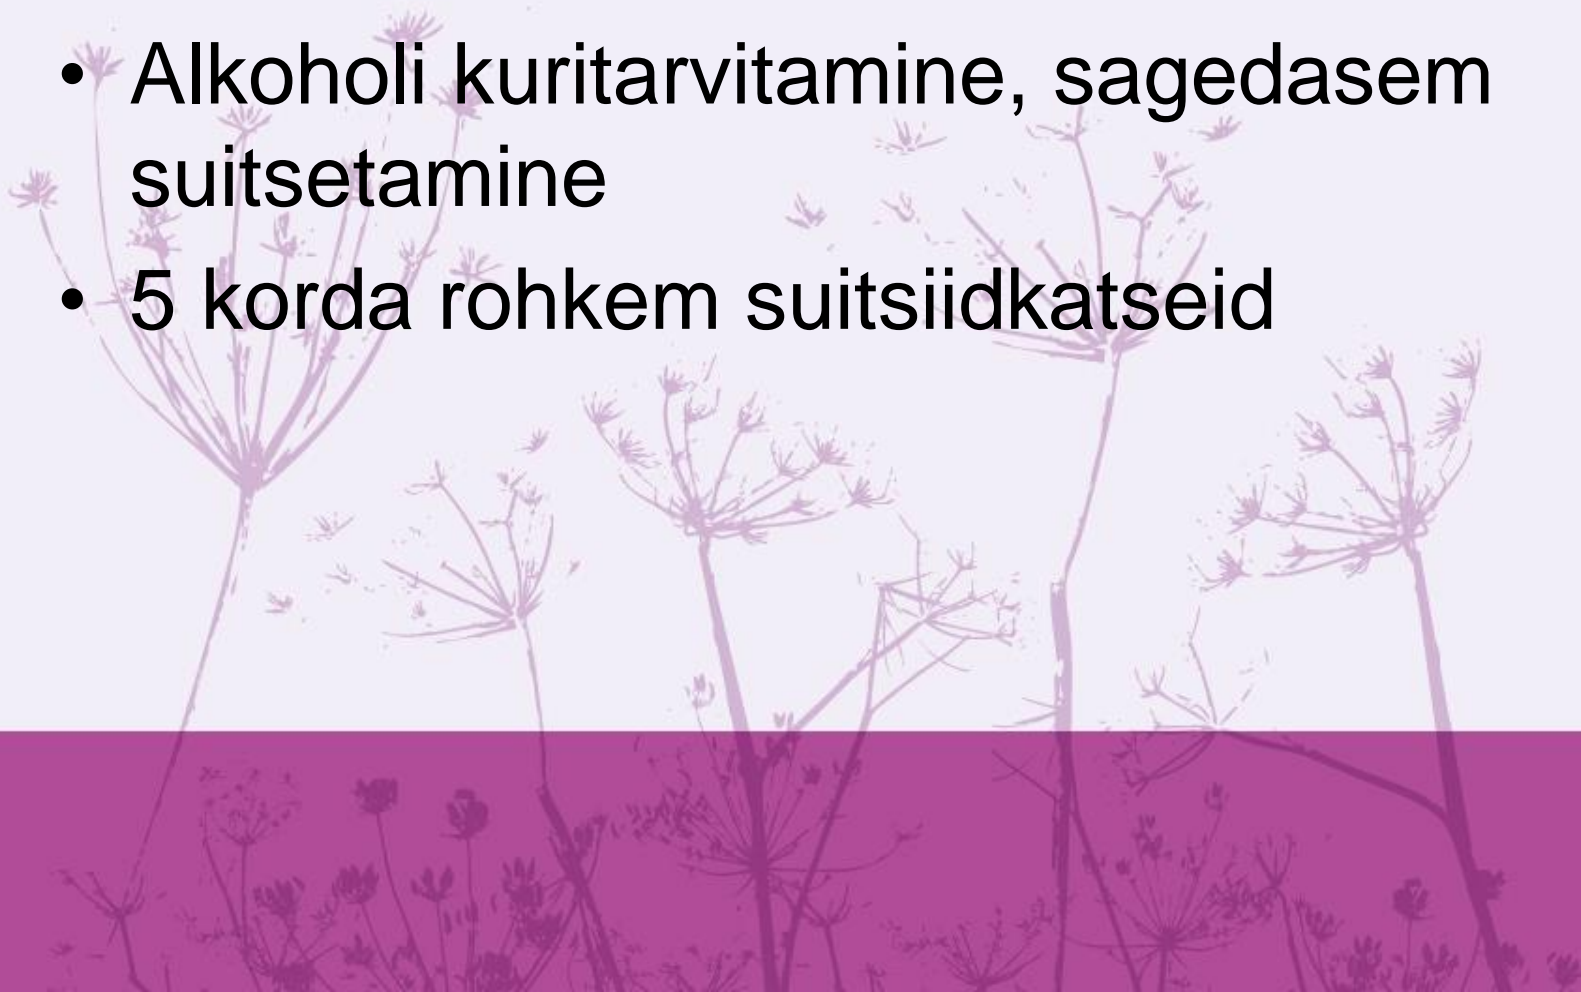 • Alkoholi kuritarvitamine, sagedasem
suitsetamine
• 5 korda rohkem suitsiidkatseid